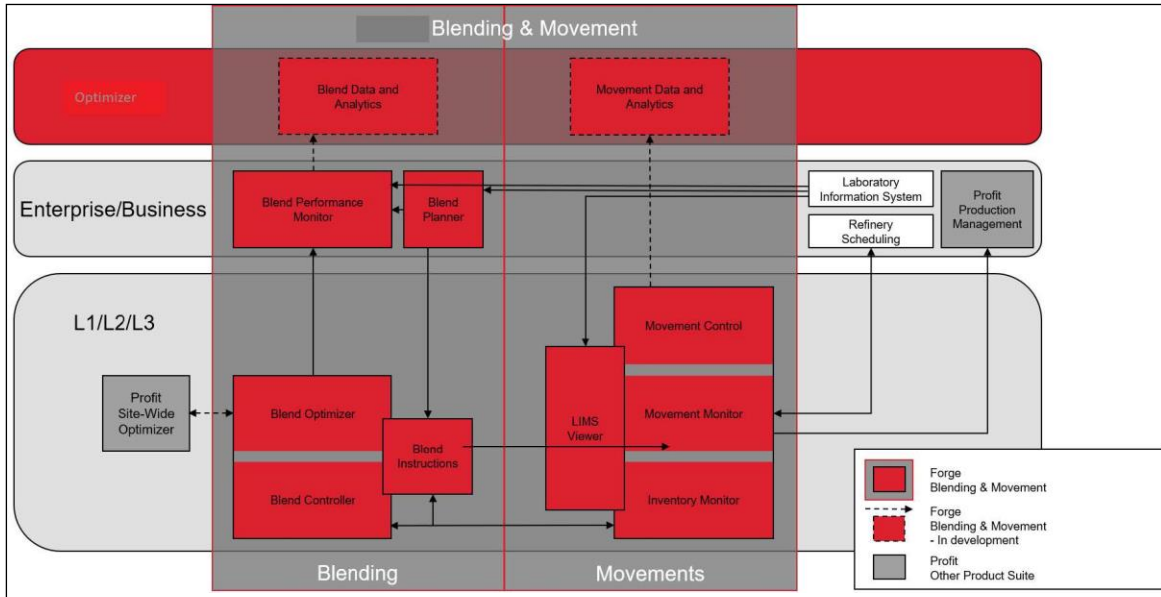 Blending & Movement
Optimizer
Blend Data and
Analytics
Movement Data and
Analytics
Enterprise/Business
Blend Performance
Monitor
Blend
Planner
Laboratory
Information System
Refinery
Scheduling
Profit
Production
Management
L1/L2/L3
Profit
Site-Wide
Optimizer
Blend Optimizer
Blend Controller
Blend
Instructions
LIMS
Viewer
Movement Control
Movement Monitor
Inventory Monitor
Blending
Movements
Forge
Blending & Movement
Forge
Blending & Movement
- In development
Profit
Other Product Suite